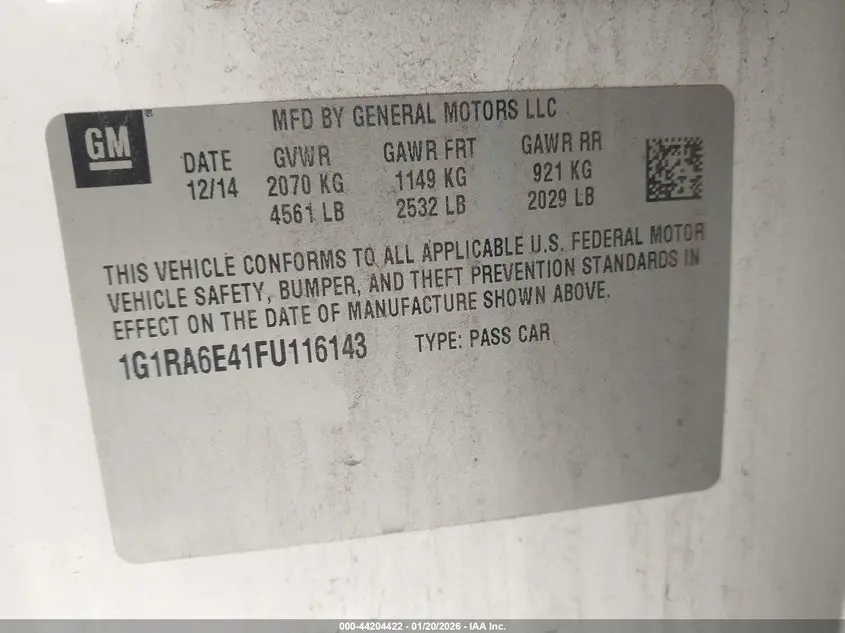 GM ®
MFD BY GENERAL MOTORS LLC
DATE GVWR GAWR FRT GAWR RR
12/14 2070 KG 1149 KG 921 KG
4561 LB 2532 LB 2029 LB
THIS VEHICLE CONFORMS TO ALL APPLICABLE U.S. FEDERAL MOTOR
VEHICLE SAFETY, BUMPER, AND THEFT PREVENTION STANDARDS IN
EFFECT ON THE DATE OF MANUFACTURE SHOWN ABOVE.
1G1RA6E41FU116143 TYPE: PASS CAR
000-44204422 - 01/20/2026 - IAA Inc.